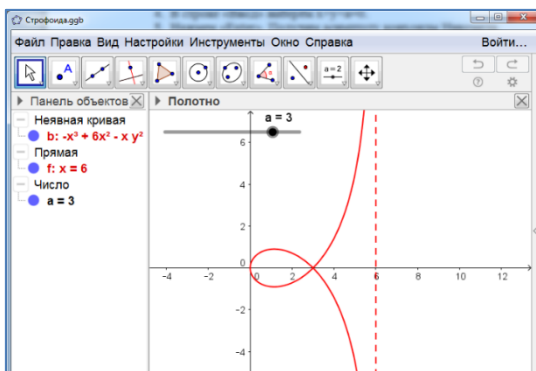 Строфоида.ggb
Файл Правка Вид Настройки Инструменты Окно Справка Войти...
a = 2
Панель объектов Полотно
Неявная кривая
b: -x³ + 6x² - x y²
Прямая
f: x = 6
Число
a = 3
a = 3
6
4
2
0
-4 -2 0 2 4 6 8 10 12
-2
-4